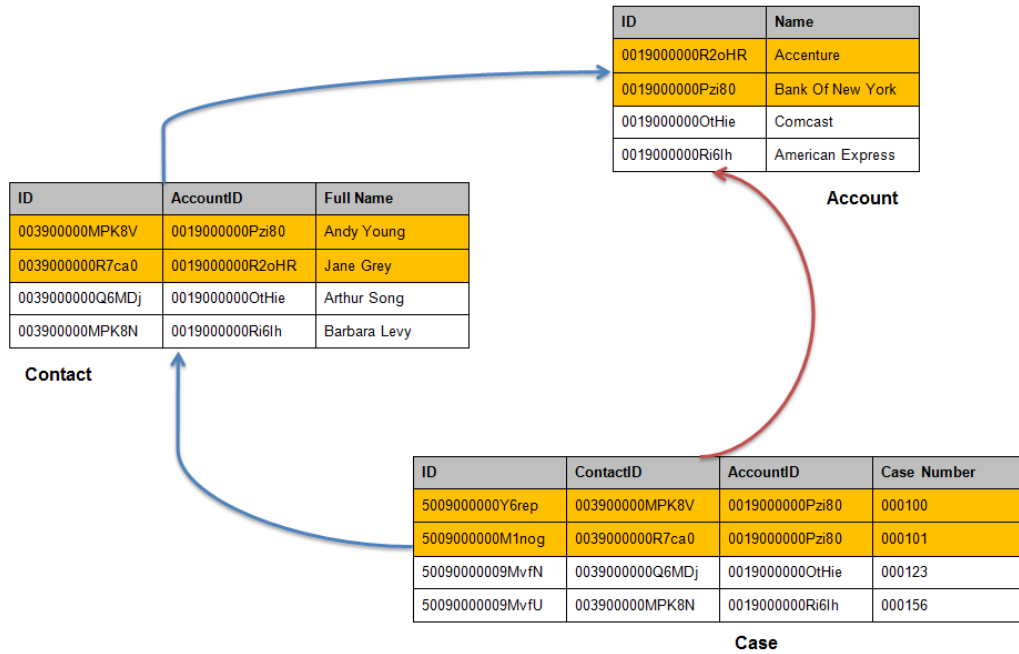 ID Name
0019000000R2oHR Accenture
0019000000Pzi80 Bank Of New York
0019000000OtHie Comcast
0019000000Ri6Ih American Express
Account
ID AccountID Full Name
003900000MPK8V 0019000000Pzi80 Andy Young
0039000000R7ca0 0019000000R2oHR Jane Grey
0039000000Q6MDj 0019000000OtHie Arthur Song
003900000MPK8N 0019000000Ri6Ih Barbara Levy
Contact
ID ContactID AccountID Case Number
5009000000Y6rep 003900000MPK8V 0019000000Pzi80 000100
5009000000M1nog 0039000000R7ca0 0019000000Pzi80 000101
50090000009MvfN 0039000000Q6MDj 0019000000OtHie 000123
50090000009MvfU 003900000MPK8N 0019000000Ri6Ih 000156
Case